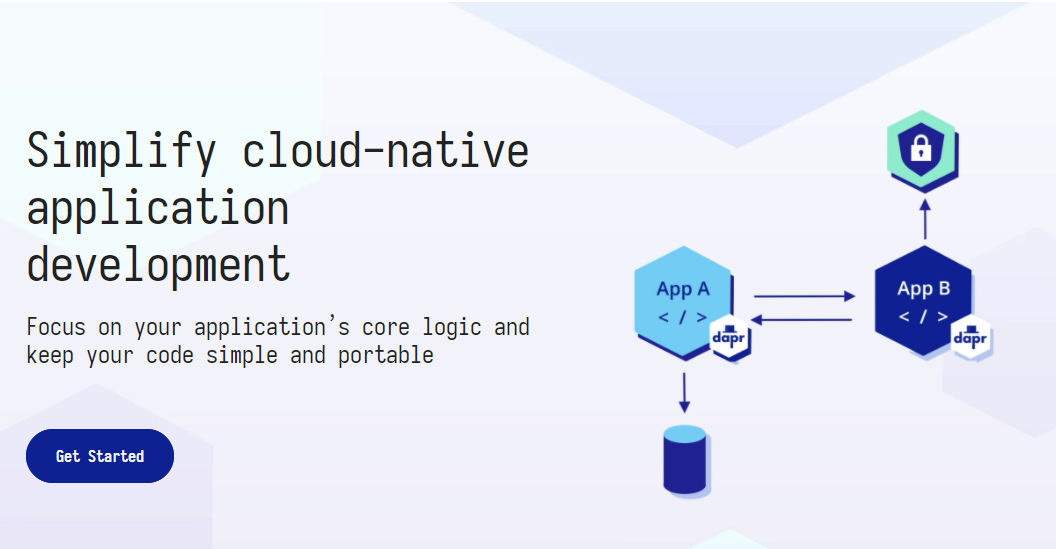 Simplify cloud-native
application
development
Focus on your application’s core logic and
keep your code simple and portable
Get Started
App A
< / >
dapr
App B
< / >
dapr